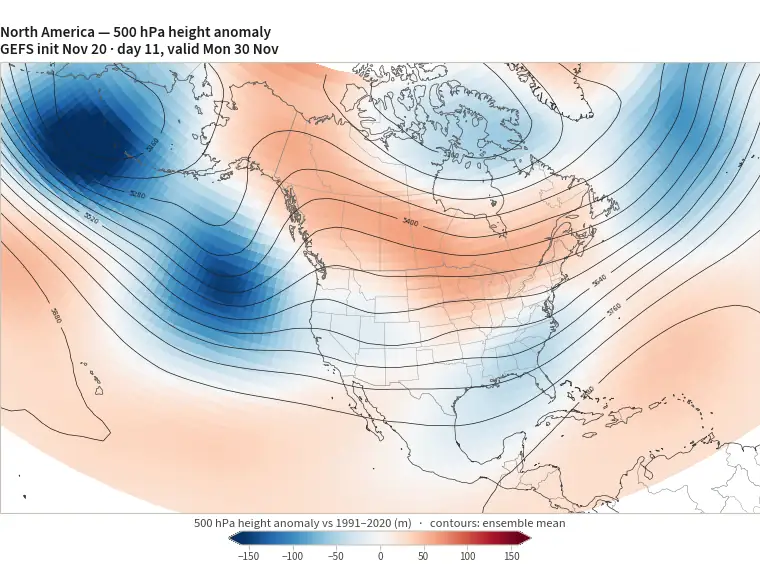 North America — 500 hPa height anomaly
GEFS init Nov 20 · day 11, valid Mon 30 Nov
5280
5520
5400
5640
5760
5880
500 hPa height anomaly vs 1991–2020 (m) · contours: ensemble mean
−150 −100 −50 0 50 100 150